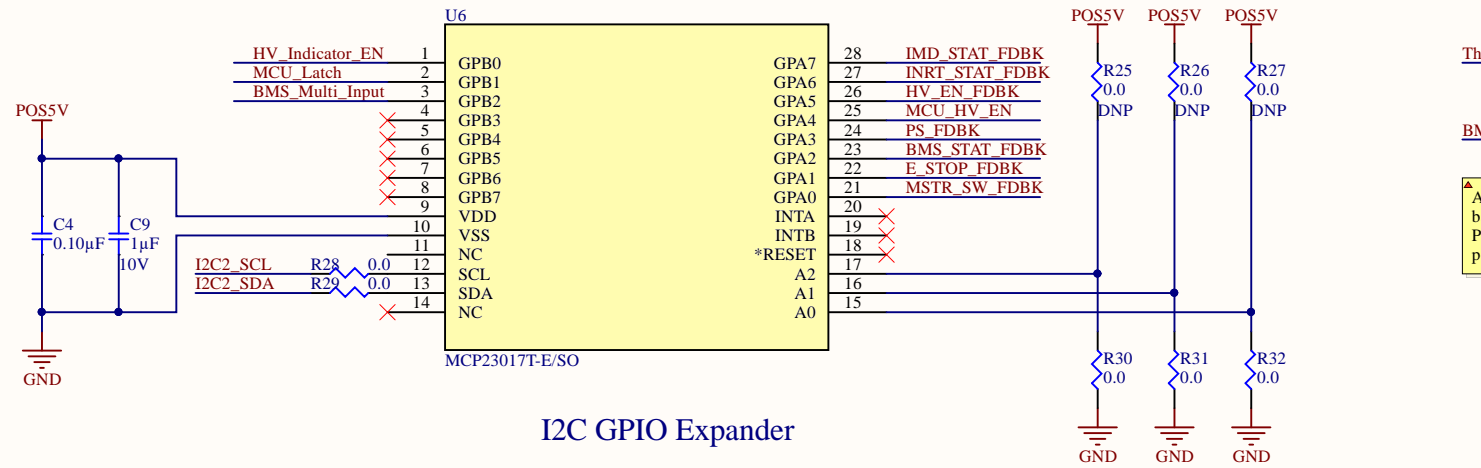 U6
POS5V POS5V POS5V
HV_Indicator_EN 1 GPB0 GPA7 28 IMD_STAT_FDBK
MCU_Latch 2 GPB1 GPA6 27 INRT_STAT_FDBK
BMS_Multi_Input 3 GPB2 GPA5 26 HV_EN_FDBK
4 GPB3 GPA4 25 MCU_HV_EN
5 GPB4 GPA3 24 PS_FDBK
6 GPB5 GPA2 23 BMS_STAT_FDBK
7 GPB6 GPA1 22 E_STOP_FDBK
8 GPB7 GPA0 21 MSTR_SW_FDBK
9 VDD INTA 20
10 VSS INTB 19
11 NC *RESET 18
I2C2_SCL R28 0.0 12 SCL A2 17
I2C2_SDA R29 0.0 13 SDA A1 16
14 NC A0 15
MCP23017T-E/SO
POS5V
C4
0.10µF
C9
1µF
10V
GND
R25
0.0
DNP
R26
0.0
DNP
R27
0.0
DNP
R30
0.0
R31
0.0
R32
0.0
GND GND GND
I2C GPIO Expander
Th
A
b
P
p